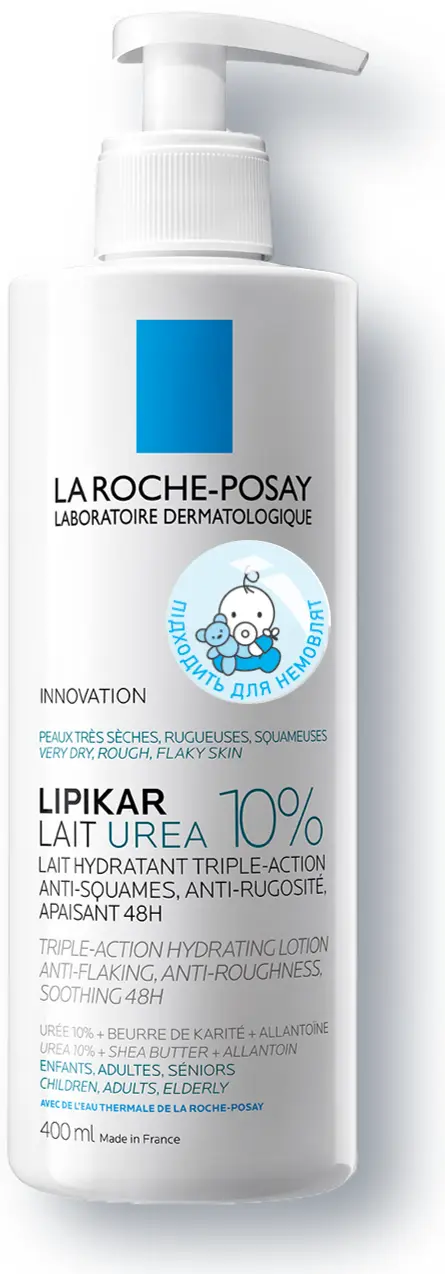 LA ROCHE-POSAY
LABORATOIRE DERMATOLOGIQUE
ПІДХОДИТЬ ДЛЯ НЕМОВЛЯТ
INNOVATION
PEAUX TRÈS SÈCHES, RUGUEUSES, SQUAMEUSES
VERY DRY, ROUGH, FLAKY SKIN
LIPIKAR
LAIT UREA 10%
LAIT HYDRATANT TRIPLE-ACTION
ANTI-SQUAMES, ANTI-RUGOSITÉ,
APAISANT 48H
TRIPLE-ACTION HYDRATING LOTION
ANTI-FLAKING, ANTI-ROUGHNESS,
SOOTHING 48H
URÉE 10% + BEURRE DE KARITÉ + ALLANTOÏNE
UREA 10% + SHEA BUTTER + ALLANTOIN
ENFANTS, ADULTES, SÉNIORS
CHILDREN, ADULTS, ELDERLY
AVEC DE L'EAU THERMALE DE LA ROCHE-POSAY
400 ml Made in France